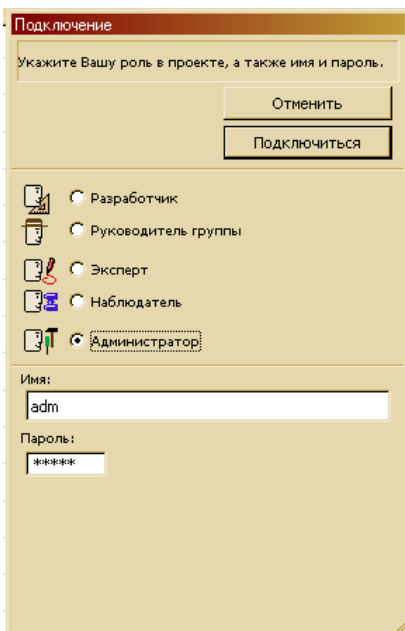 Подключение
Укажите Вашу роль в проекте, а также имя и пароль.
Отменить
Подключиться
Разработчик
Руководитель группы
Эксперт
Наблюдатель
Администратор
Имя:
adm
Пароль:
*****